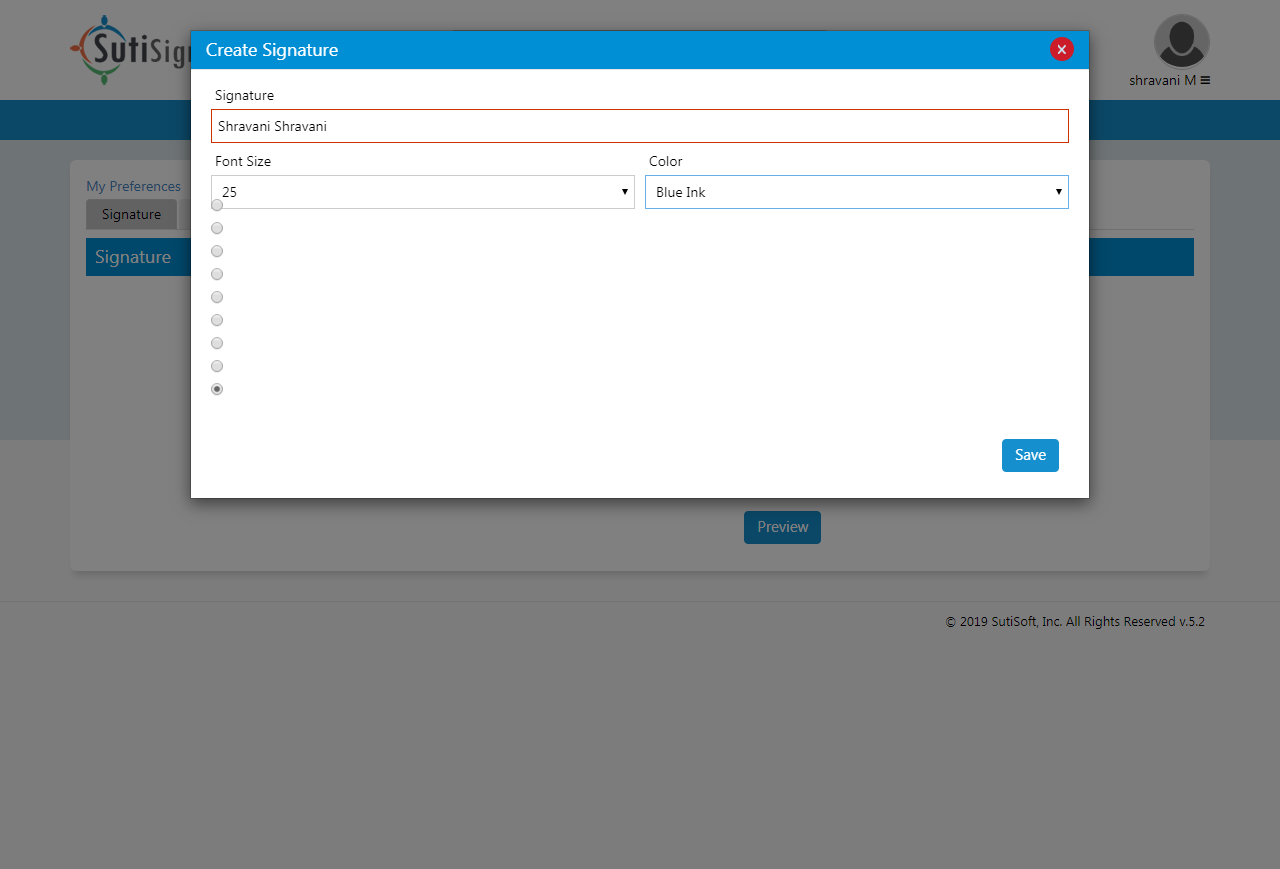 SutiSign
Create Signature
shravani M
Signature
Shravani Shravani
Font Size
Color
25
Blue Ink
My Preferences
Signature
Signature
Save
Preview
© 2019 SutiSoft, Inc. All Rights Reserved v.5.2